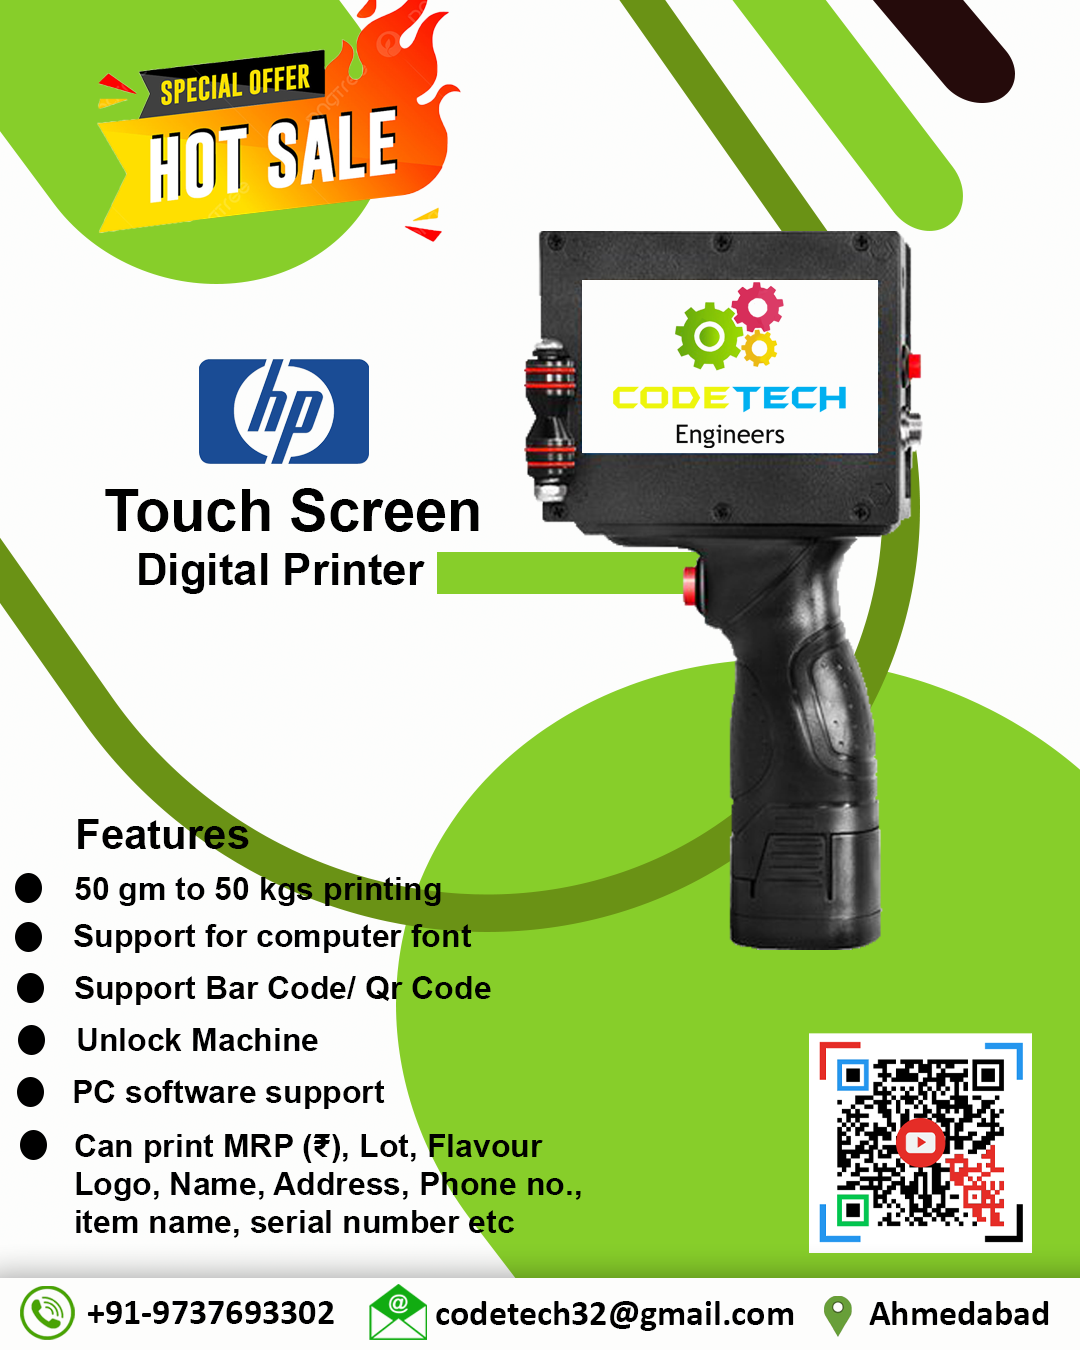 SPECIAL OFFER
HOT SALE
hp
CODETECH
Engineers
Touch Screen
Digital Printer
Features
50 gm to 50 kgs printing
Support for computer font
Support Bar Code/ Qr Code
Unlock Machine
PC software support
Can print MRP (₹), Lot, Flavour
Logo, Name, Address, Phone no.,
item name, serial number etc
+91-9737693302
@
codetech32@gmail.com
Ahmedabad